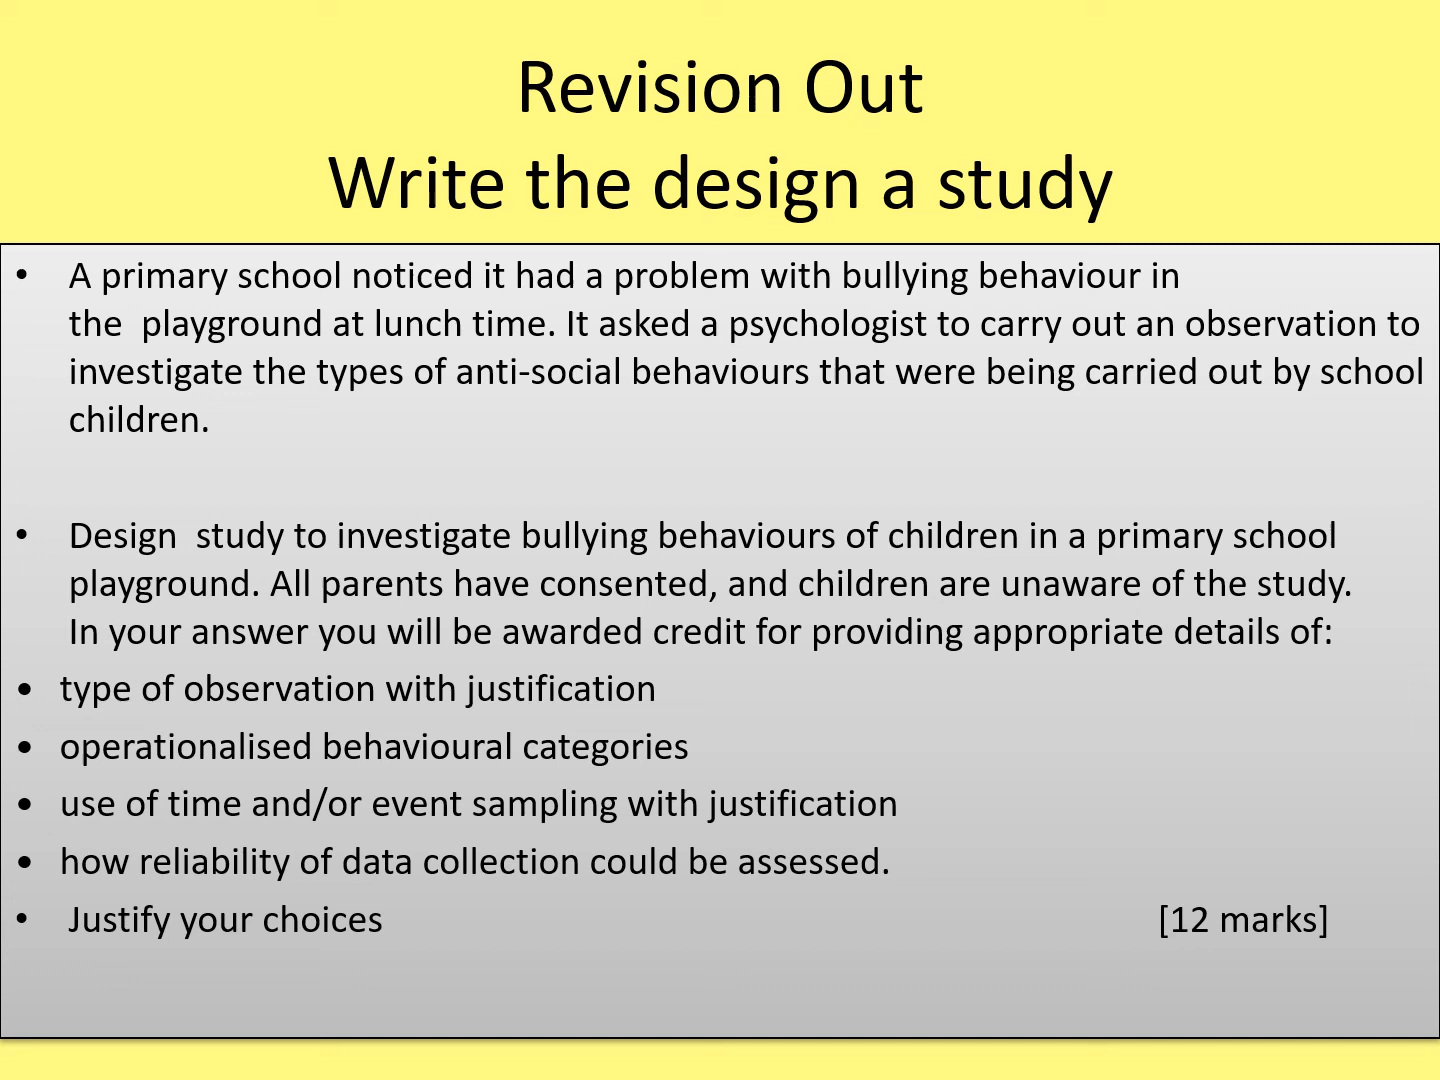 Revision Out
Write the design a study
• A primary school noticed it had a problem with bullying behaviour in
the  playground at lunch time. It asked a psychologist to carry out an observation to
investigate the types of anti-social behaviours that were being carried out by school
children.
• Design  study to investigate bullying behaviours of children in a primary school
playground. All parents have consented, and children are unaware of the study.
In your answer you will be awarded credit for providing appropriate details of:
• type of observation with justification
• operationalised behavioural categories
• use of time and/or event sampling with justification
• how reliability of data collection could be assessed.
• Justify your choices [12 marks]